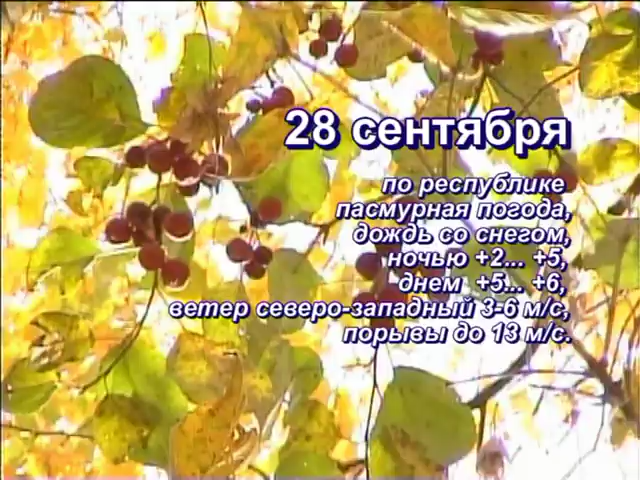 28 сентября
по республике
пасмурная погода,
дождь со снегом,
ночью +2... +5,
днем +5... +6,
ветер северо-западный 3-6 м/с,
порывы до 13 м/с.